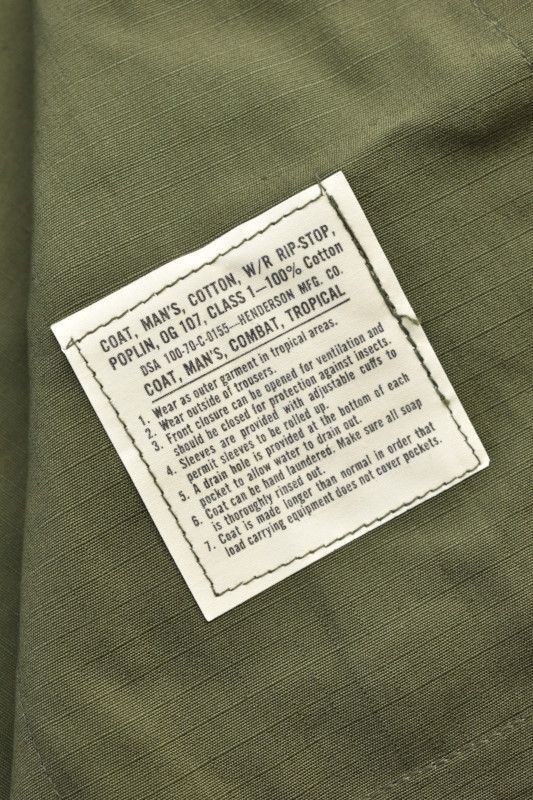 COAT, MAN'S, COTTON, W/R RIP-STOP,
POPLIN, OG 107, CLASS 1—100% Cotton
DSA 100-70-C-0155—HENDERSON MFG. CO.
COAT, MAN'S, COMBAT, TROPICAL
1. Wear as outer garment in tropical areas.
2. Wear outside of trousers.
3. Front closure can be opened for ventilation and
should be closed for protection against insects.
4. Sleeves are provided with adjustable cuffs to
permit sleeves to be rolled up.
5. A drain hole is provided at the bottom of each
pocket to allow water to drain out.
6. Coat can be hand laundered. Make sure all soap
is thoroughly rinsed out.
7. Coat is made longer than normal in order that
load carrying equipment does not cover pockets.